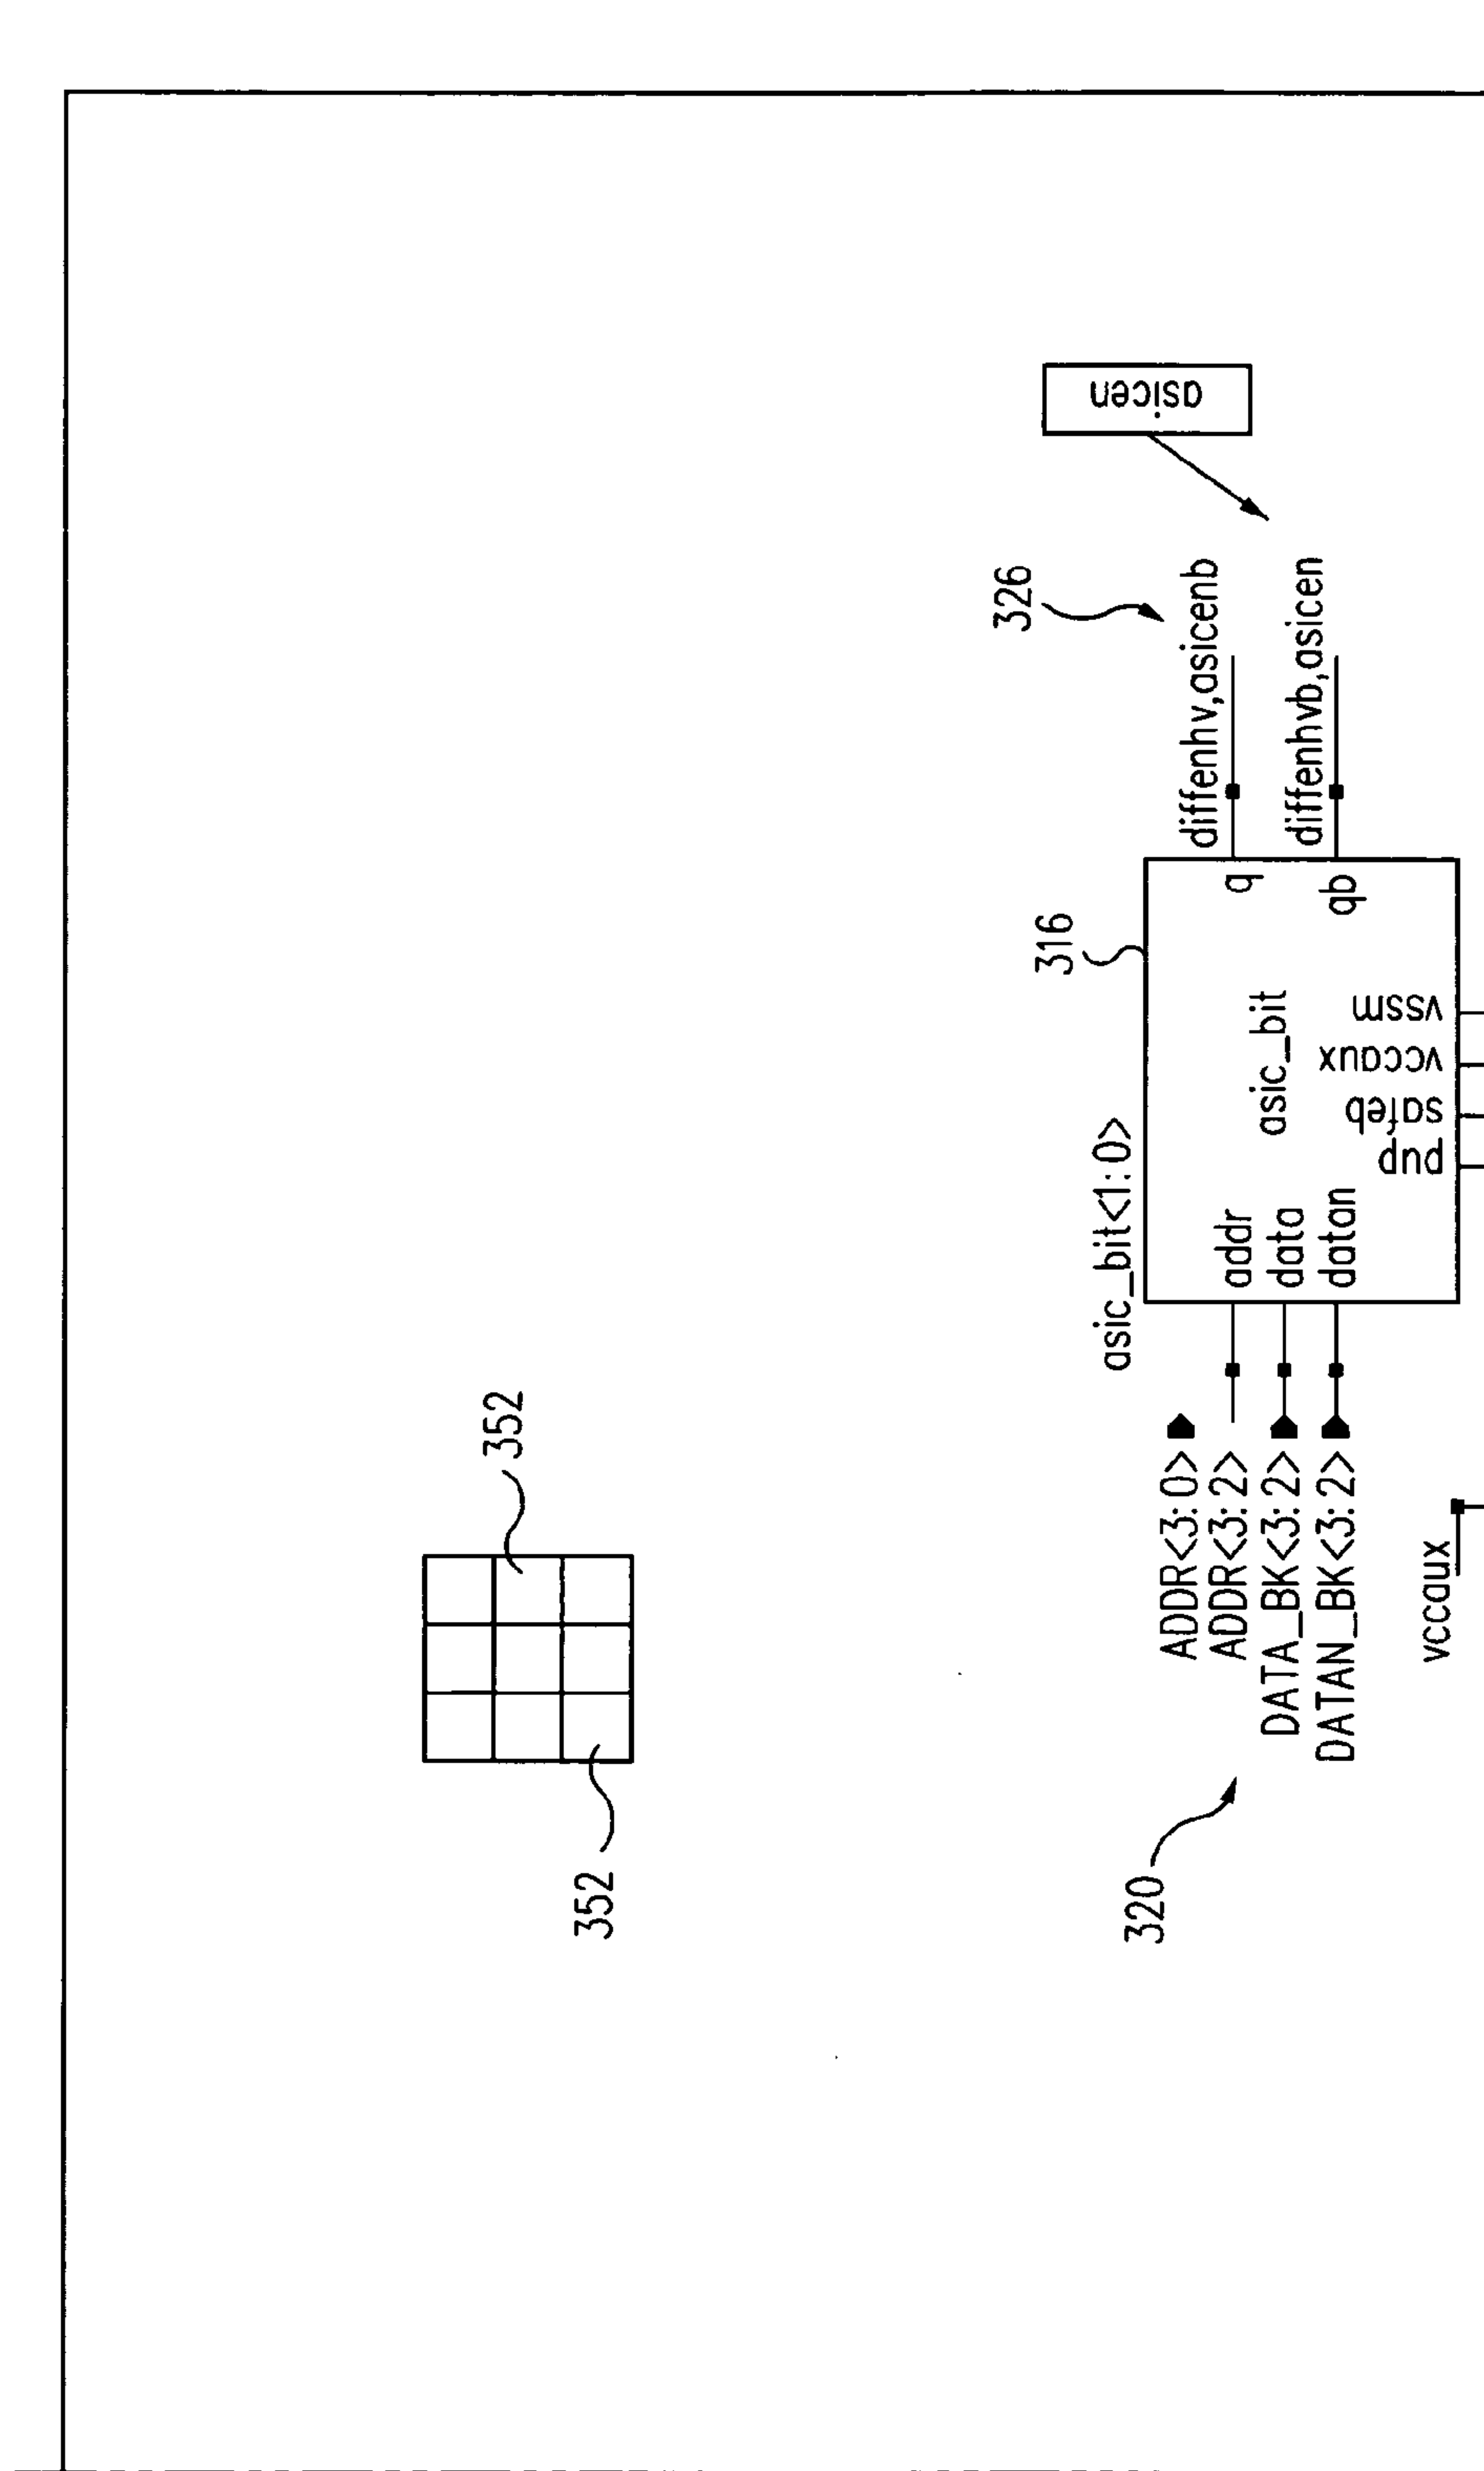 352
352
320
ADDR<3:0>
ADDR<3:2>
DATA_BK<3:2>
DATAN_BK<3:2>
vccaux
asic_bit<1:0>
316
addr
data
datan
asic_bit
q
qb
pup
safeb
vccaux
vssm
326
diffenhv,asicenb
diffenhvb,asicen
asicen